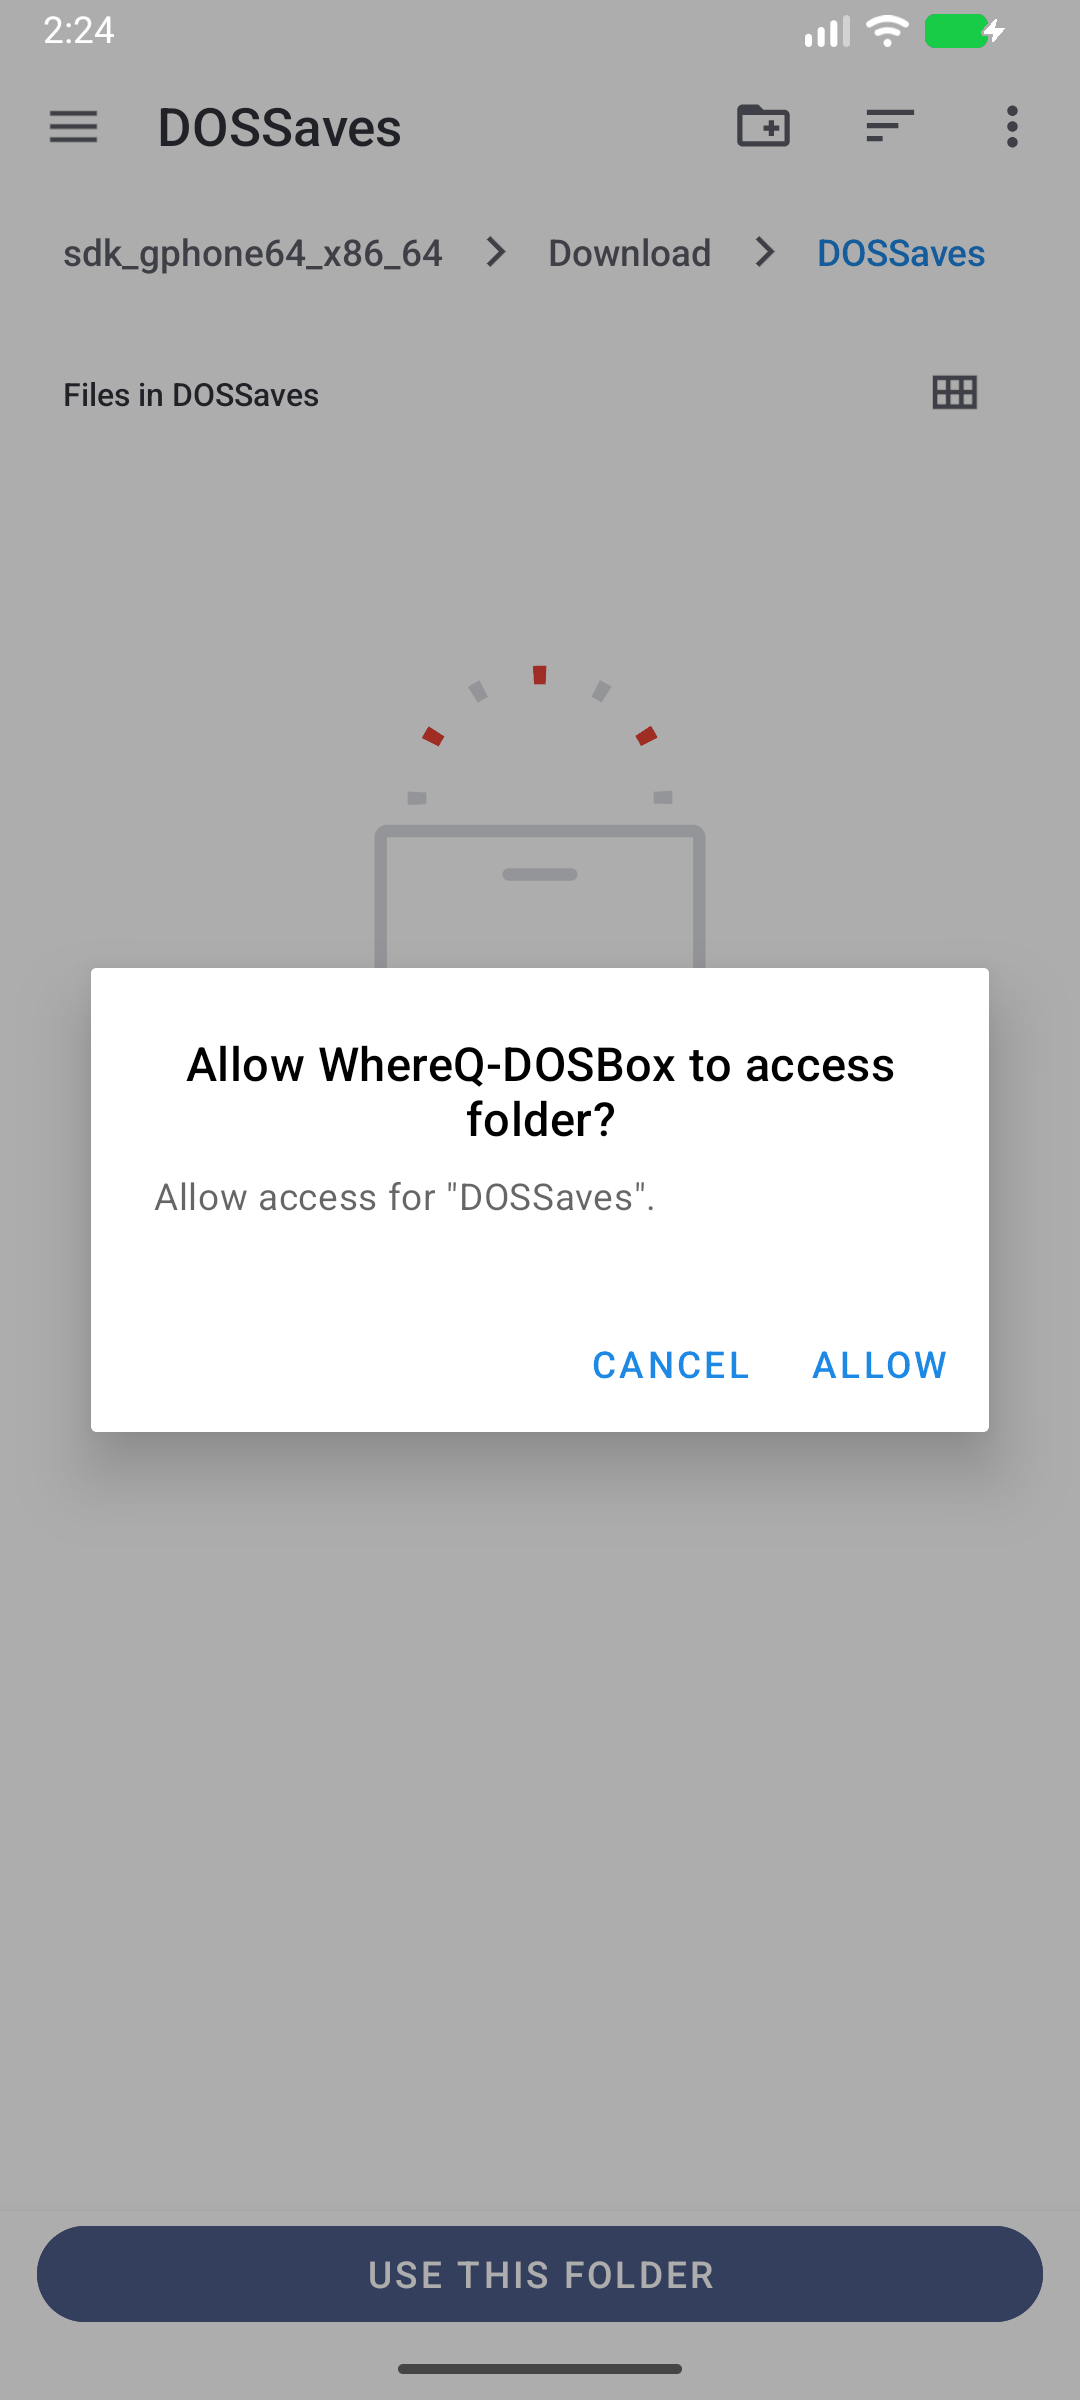 2:24
DOSSaves
sdk_gphone64_x86_64 > Download > DOSSaves
Files in DOSSaves
Allow WhereQ-DOSBox to access
folder?
Allow access for "DOSSaves".
CANCEL ALLOW
USE THIS FOLDER